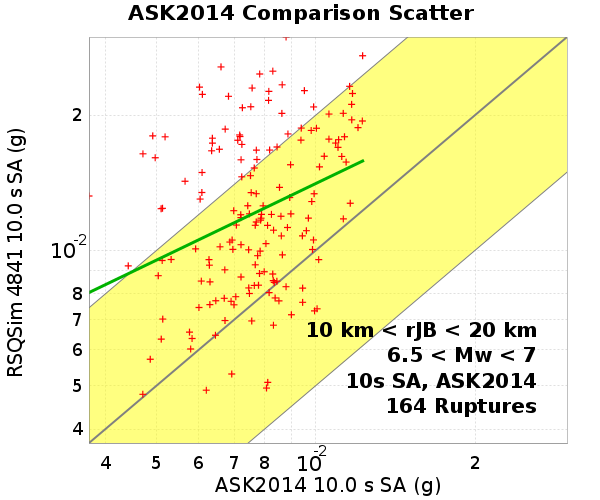 ASK2014 Comparison Scatter
RSQSim 4841 10.0 s SA (g)
2
10-2
8
7
6
5
4
10 km < rJB < 20 km
6.5 < Mw < 7
10s SA, ASK2014
164 Ruptures
4 5 6 7 8 10-2 2
ASK2014 10.0 s SA (g)